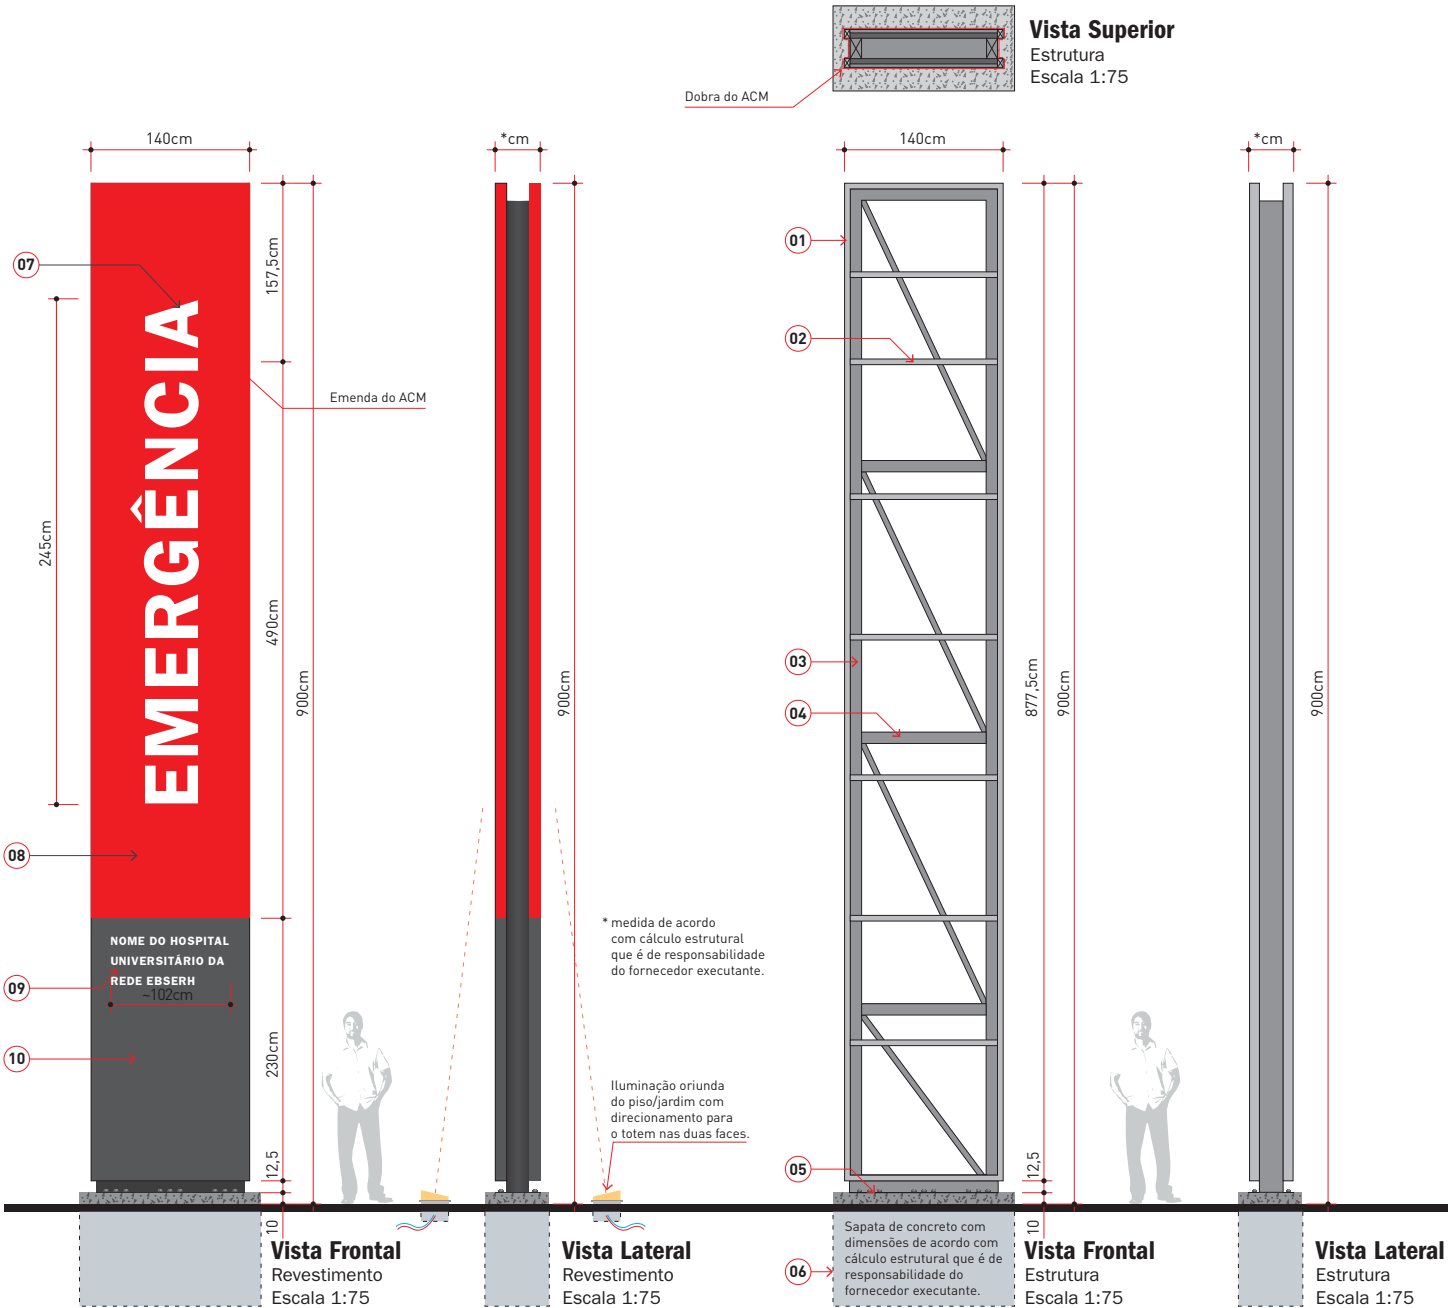 Vista Superior
Estrutura
Escala 1:75
Dobra do ACM
140cm
*cm
140cm
*cm
07
157,5cm
EMERGÊNCIA
245cm
Emenda do ACM
490cm
900cm
08
NOME DO HOSPITAL
UNIVERSITÁRIO DA
REDE EBSERH
~102cm
09
10
230cm
12,5
10
Vista Frontal
Revestimento
Escala 1:75
900cm
* medida de acordo
com cálculo estrutural
que é de responsabilidade
do fornecedor executante.
Iluminação oriunda
do piso/jardim com
direcionamento para
o totem nas duas faces.
Vista Lateral
Revestimento
Escala 1:75
01
02
03
04
05
06
877,5cm
900cm
12,5
10
Sapata de concreto com
dimensões de acordo com
cálculo estrutural que é de
responsabilidade do
fornecedor executante.
Vista Frontal
Estrutura
Escala 1:75
900cm
Vista Lateral
Estrutura
Escala 1:75